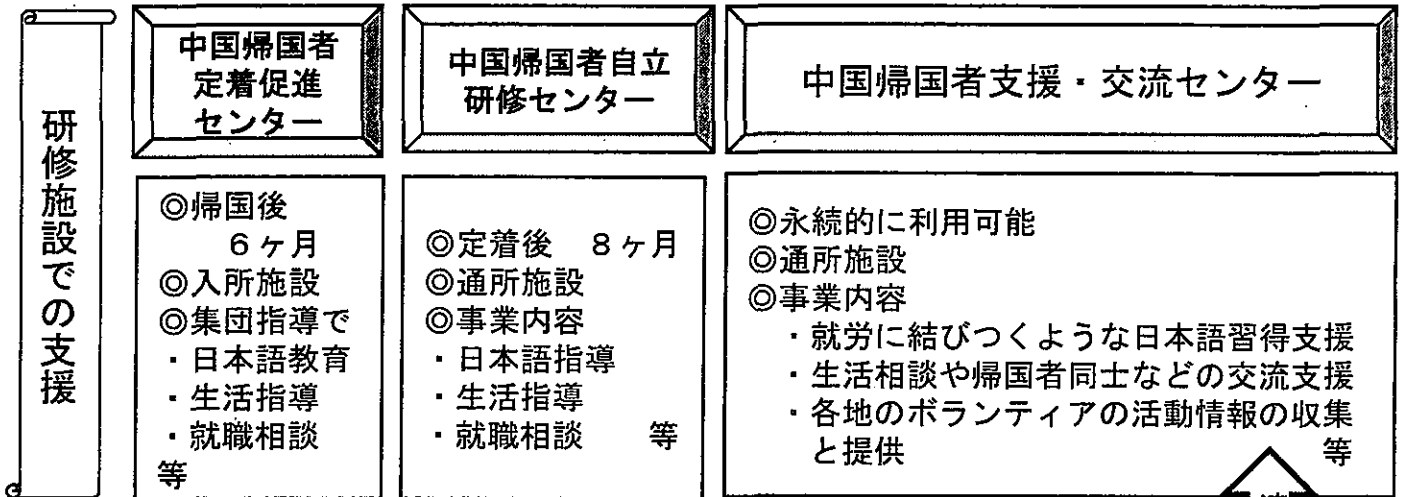 研修施設での支援
中国帰国者
定着促進
センター
中国帰国者自立
研修センター
中国帰国者支援・交流センター
◎帰国後
６ヶ月
◎入所施設
◎集団指導で
・日本語教育
・生活指導
・就職相談
等
◎定着後　８ヶ月
◎通所施設
◎事業内容
・日本語指導
・生活指導
・就職相談　　等
◎永続的に利用可能
◎通所施設
◎事業内容
・就労に結びつくような日本語習得支援
・生活相談や帰国者同士などの交流支援
・各地のボランティアの活動情報の収集
と提供　　等